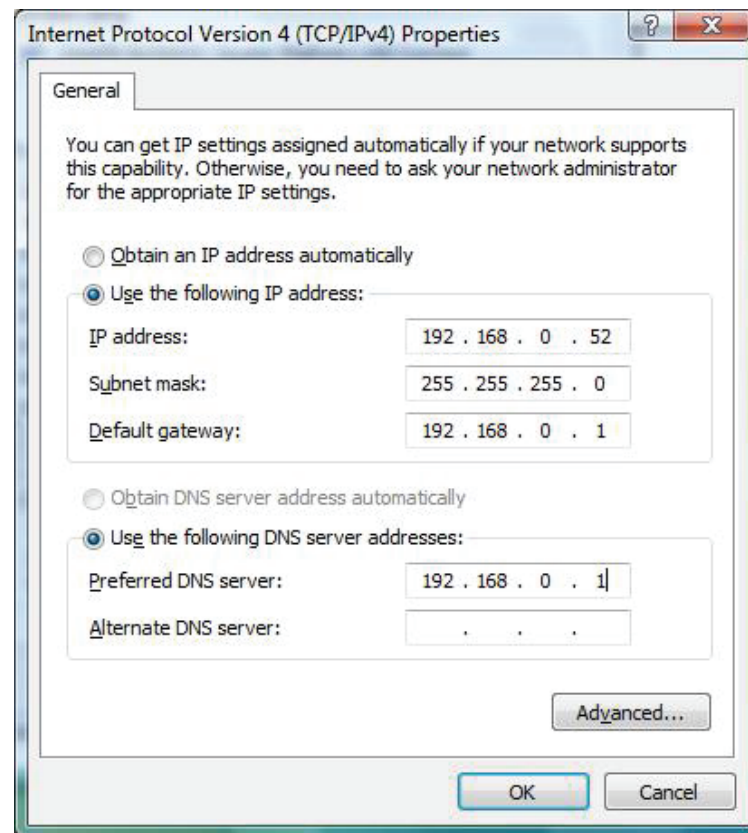 Internet Protocol Version 4 (TCP/IPv4) Properties
?
X
General
You can get IP settings assigned automatically if your network supports
this capability. Otherwise, you need to ask your network administrator
for the appropriate IP settings.
Obtain an IP address automatically
Use the following IP address:
IP address: 192 . 168 . 0 . 52
Subnet mask: 255 . 255 . 255 . 0
Default gateway: 192 . 168 . 0 . 1
Obtain DNS server address automatically
Use the following DNS server addresses:
Preferred DNS server: 192 . 168 . 0 . 1
Alternate DNS server: . . .
Advanced...
OK Cancel